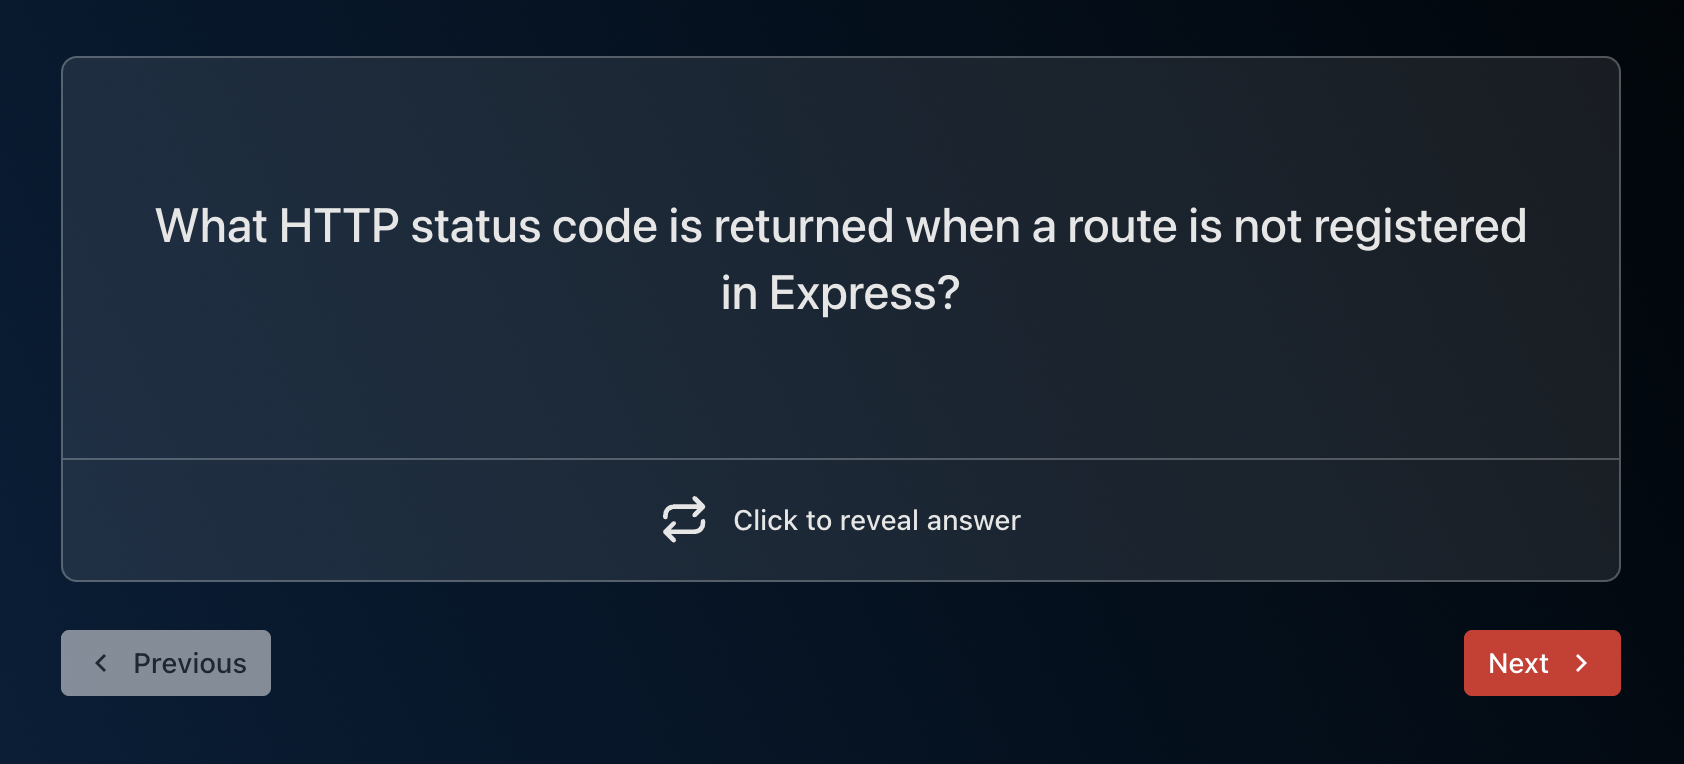 What HTTP status code is returned when a route is not registered
in Express?
Click to reveal answer
Previous
Next